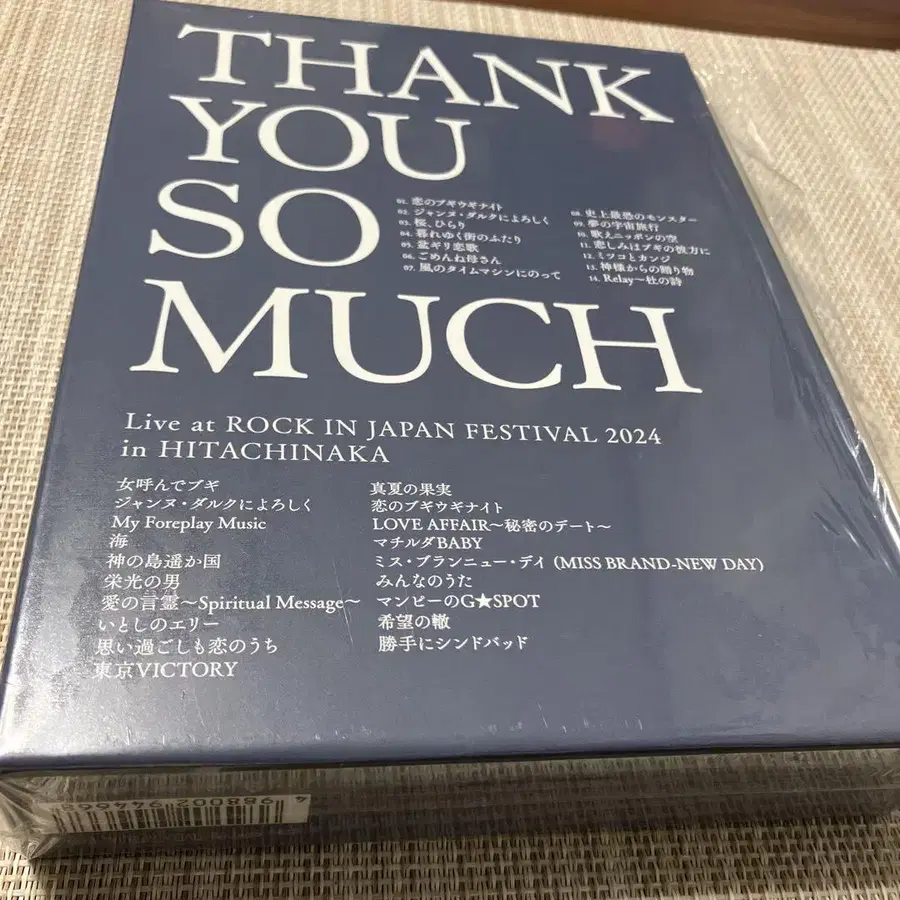 THANK
YOU
SO
MUCH
01. 恋のブギウギナイト
02. ジャンヌ・ダルクによろしく
03. 桜、ひらり
04. 暮れゆく街のふたり
05. 盆ギリ恋歌
06. ごめんね母さん
07. 風のタイムマシンにのって
08. 史上最恐のモンスター
09. 夢の宇宙旅行
10. 歌えニッポンの空
11. 悲しみはブギの彼方に
12. ミツコとカンジ
13. 神様からの贈り物
14. Relay〜杜の詩
Live at ROCK IN JAPAN FESTIVAL 2024
in HITACHINAKA
女呼んでブギ
ジャンヌ・ダルクによろしく
My Foreplay Music
海
神の島遥か国
栄光の男
愛の言霊〜Spiritual Message〜
いとしのエリー
思い過ごしも恋のうち
東京VICTORY
真夏の果実
恋のブギウギナイト
LOVE AFFAIR〜秘密のデート〜
マチルダBABY
ミス・ブランニュー・デイ (MISS BRAND-NEW DAY)
みんなのうた
マンピーのG★SPOT
希望の轍
勝手にシンドバッド